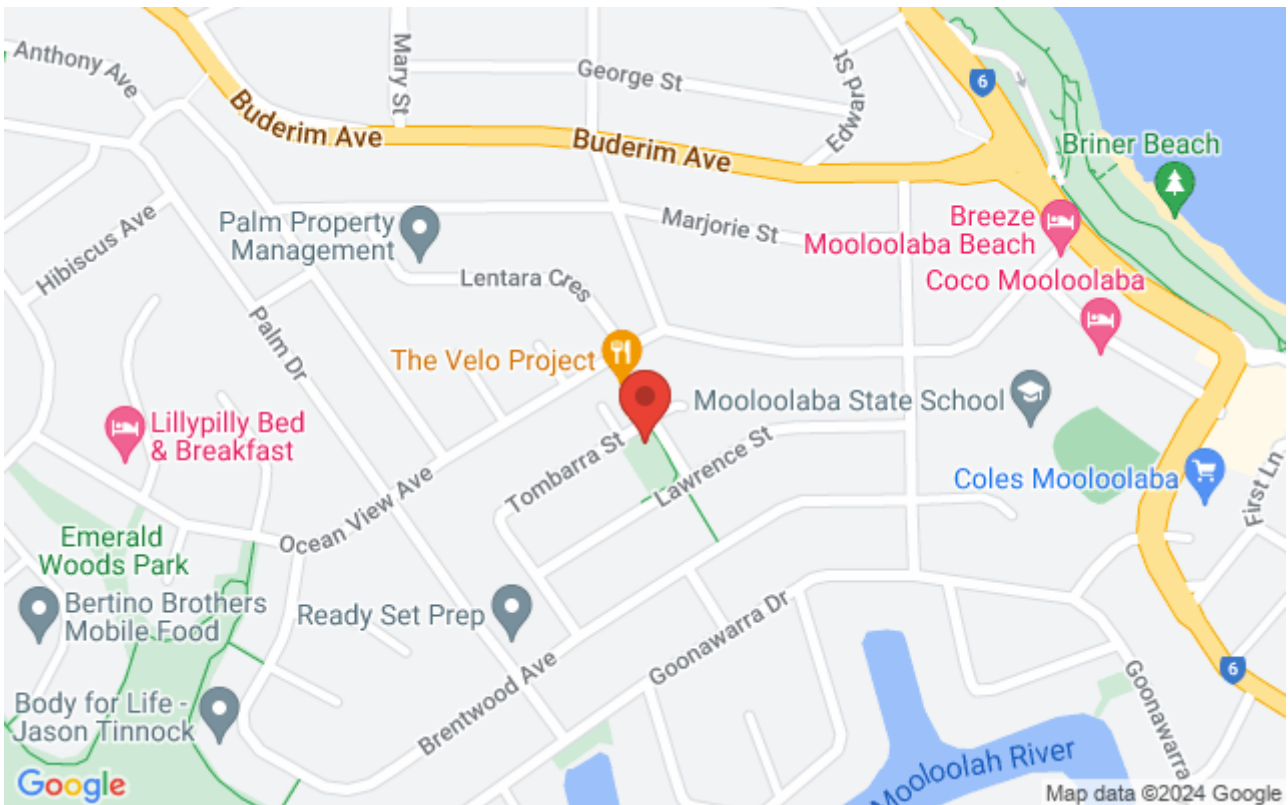 Anthony Ave
Mary St
George St
Edward St
6
Buderim Ave
Buderim Ave
Briner Beach
Hibiscus Ave
Palm Property
Management
Marjorie St
Breeze
Mooloolaba Beach
Lentara Cres
Coco Mooloolaba
Palm Dr
The Velo Project
Mooloolaba State School
Lillypilly Bed
& Breakfast
Tombarra St
Lawrence St
Coles Mooloolaba
First Ln
Ocean View Ave
Emerald
Woods Park
Bertino Brothers
Mobile Food
Ready Set Prep
Goonawarra Dr
Brentwood Ave
Goonawarra
6
Body for Life -
Jason Tinnock
Mooloolah River
Google
Map data ©2024 Google